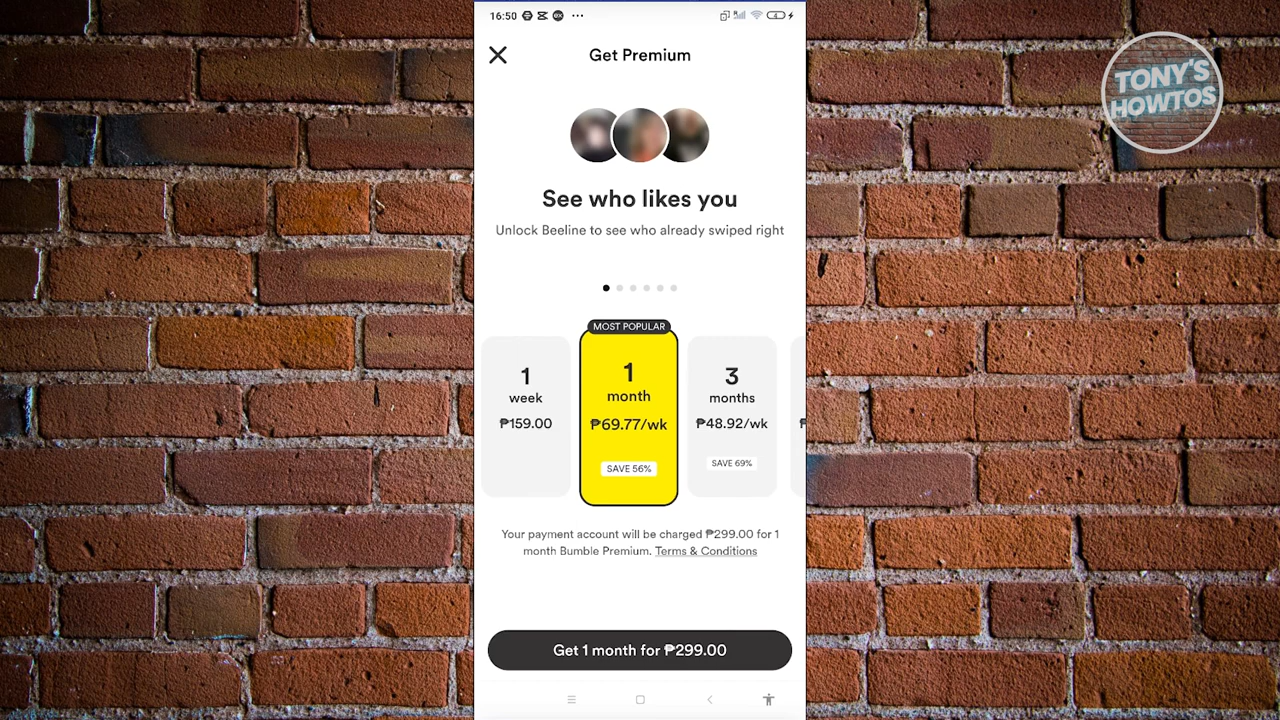 16:50
Get Premium
TONY'S
HOWTOS
See who likes you
Unlock Beeline to see who already swiped right
MOST POPULAR
1
week
₱159.00
1
month
₱69.77/wk
SAVE 56%
3
months
₱48.92/wk
SAVE 69%
Your payment account will be charged ₱299.00 for 1
month Bumble Premium. Terms & Conditions
Get 1 month for ₱299.00